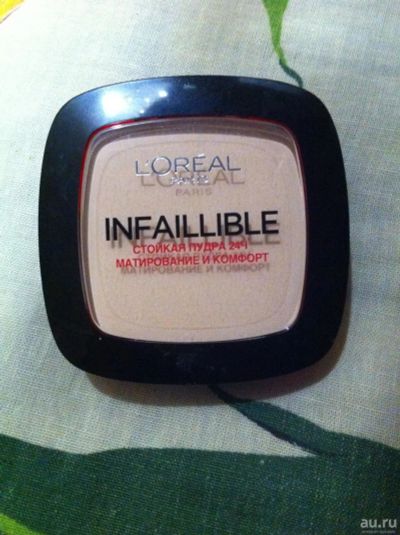 L'ORÉAL
PARIS
INFAILLIBLE
СТОЙКАЯ ПУДРА 24Ч
МАТИРОВАНИЕ И КОМФОРТ
au.ru